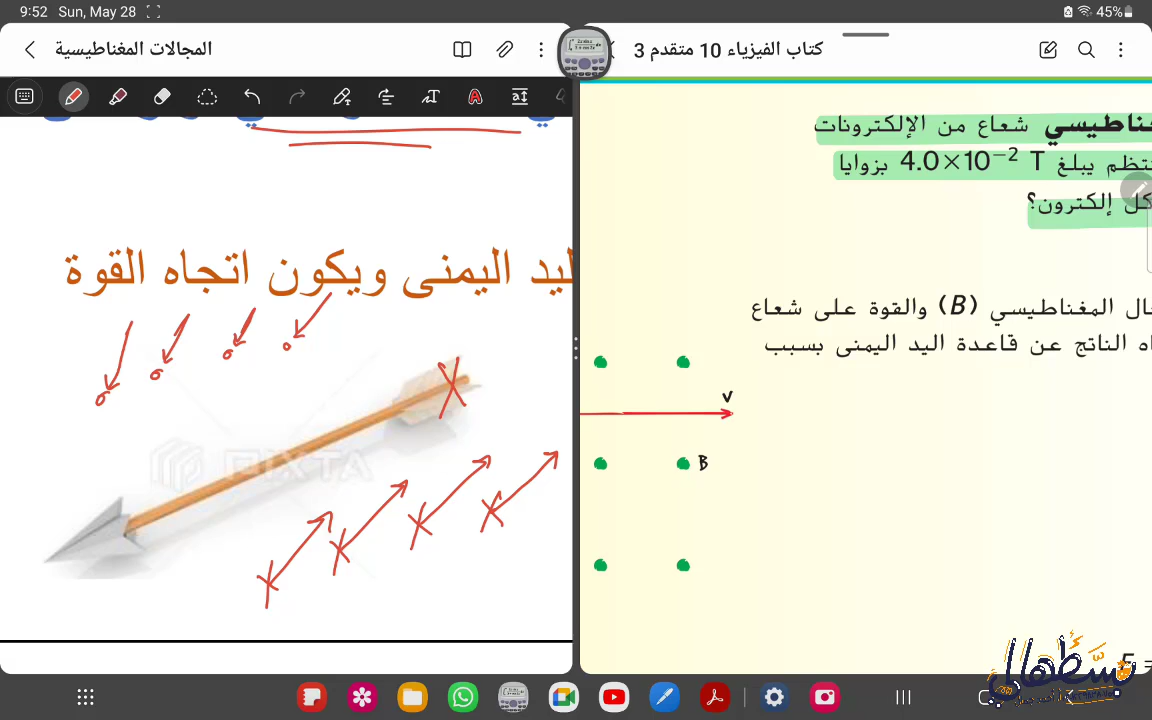 9:52 Sun, May 28
45%
المجالات المغناطيسية
كتاب الفيزياء 10 متقدم 3
شعاع من الإلكترونات
يبلغ 4.0×10⁻² T بزوايا
كل إلكترون؟
اليد اليمنى ويكون اتجاه القوة
المغناطيسي (B) والقوة على شعاع
الناتج عن قاعدة اليد اليمنى بسبب
V
B
PIXTA